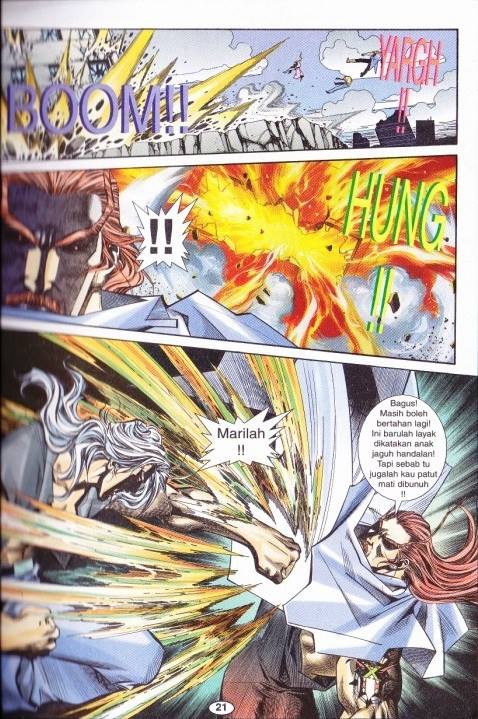 YARGH
!!
BOOM!!
!!
HUNG
!!
Marilah
!!
Bagus!
Masih boleh
bertahan lagi!
Ini barulah layak
dikatakan anak
jaguh handalan!
Tapi sebab tu
jugalah kau patut
mati dibunuh
!!
21